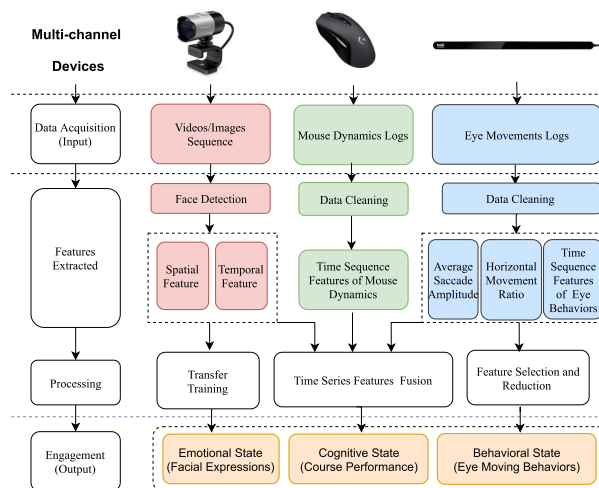 Multi-channel
Devices
Data Acquisition
(Input)
Videos/Images
Sequence
Mouse Dynamics Logs
Eye Movements Logs
Features
Extracted
Face Detection
Data Cleaning
Data Cleaning
Spatial
Feature
Temporal
Feature
Time Sequence
Features of Mouse
Dynamics
Average
Saccade
Amplitude
Horizontal
Movement
Ratio
Time
Sequence
Features
of Eye
Behaviors
Processing
Transfer
Training
Time Series Features Fusion
Feature Selection and
Reduction
Engagement
(Output)
Emotional State
(Facial Expressions)
Cognitive State
(Course Performance)
Behavioral State
(Eye Moving Behaviors)